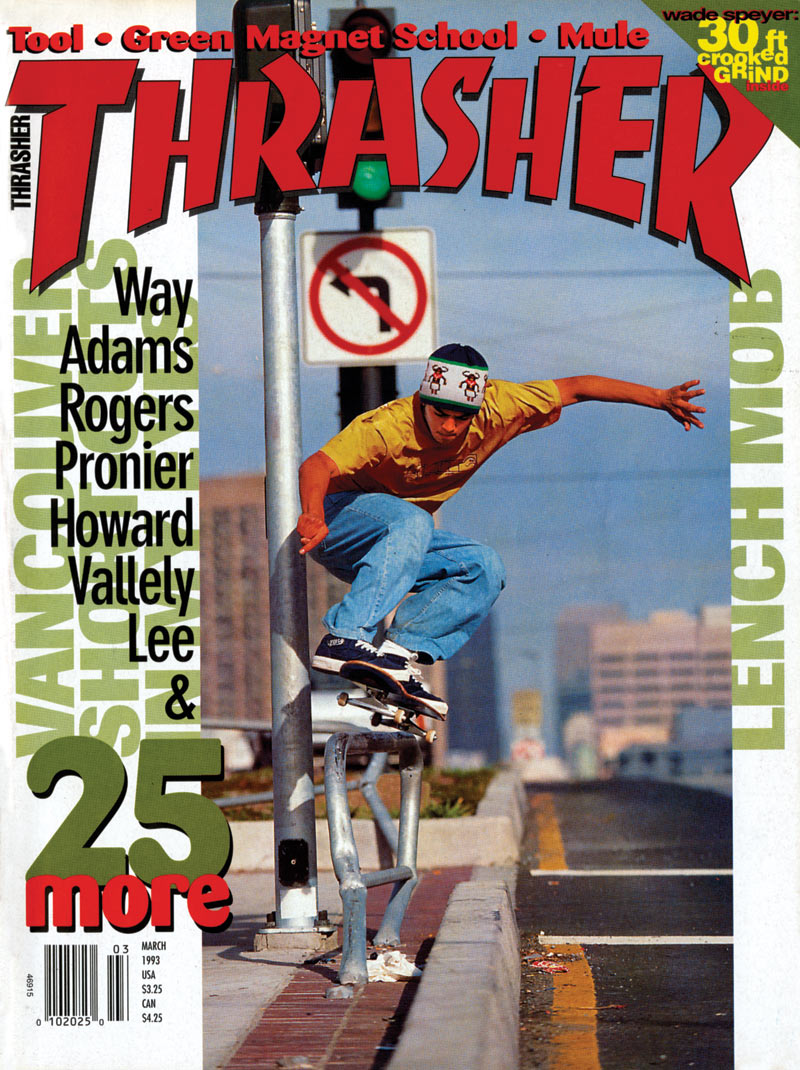 Tool • Green Magnet School • Mule
wade speyer:
30 ft
crooked
GRIND
inside
THRASHER
THRASHER
VANCOUVER
SHORTCUTS
Way
Adams
Rogers
Pronier
Howard
Vallely
Lee
&
25
more
LENCH MOB
03
MARCH
1993
USA
$3.25
CAN
$4.25
46915
0 102025 0